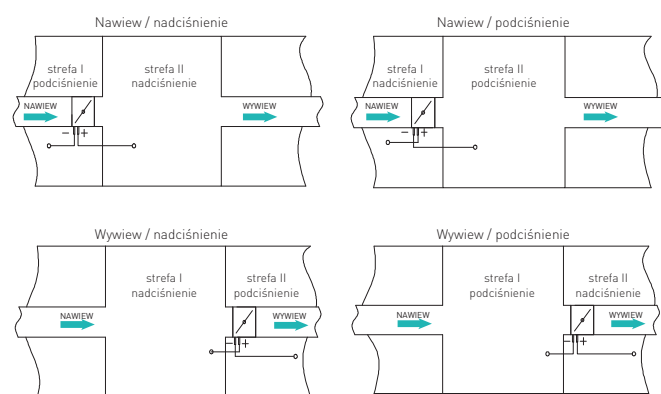 Nawiew / nadciśnienie
strefa I
podciśnienie
strefa II
nadciśnienie
NAWIEW
WYWIEW
− +
Nawiew / podciśnienie
strefa I
nadciśnienie
strefa II
podciśnienie
NAWIEW
WYWIEW
− +
Wywiew / nadciśnienie
strefa I
nadciśnienie
strefa II
podciśnienie
NAWIEW
WYWIEW
− +
Wywiew / podciśnienie
strefa I
podciśnienie
strefa II
nadciśnienie
NAWIEW
WYWIEW
− +